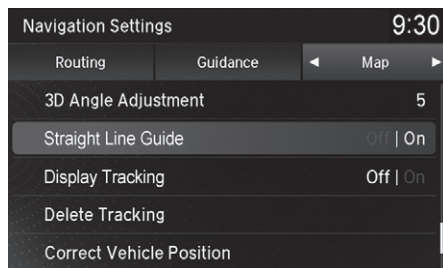 Navigation Settings 9:30
Routing Guidance Map
3D Angle Adjustment 5
Straight Line Guide Off | On
Display Tracking Off | On
Delete Tracking
Correct Vehicle Position